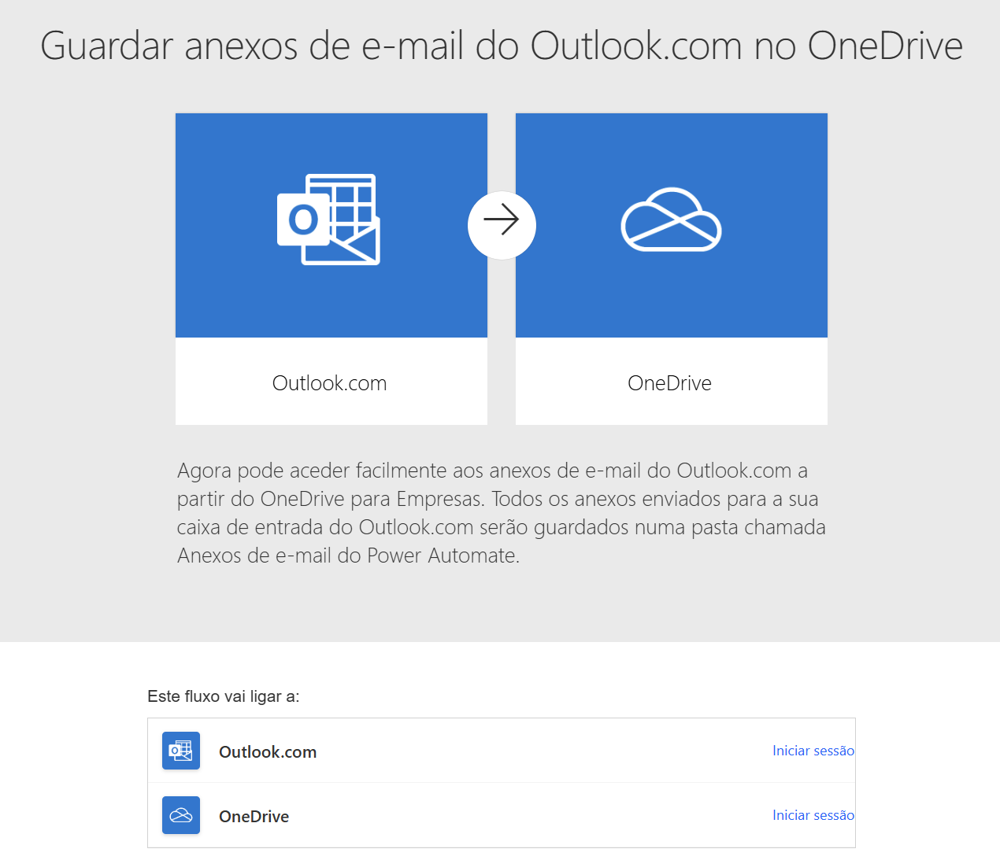 Guardar anexos de e-mail do Outlook.com no OneDrive
Outlook.com
OneDrive
Agora pode aceder facilmente aos anexos de e-mail do Outlook.com a
partir do OneDrive para Empresas. Todos os anexos enviados para a sua
caixa de entrada do Outlook.com serão guardados numa pasta chamada
Anexos de e-mail do Power Automate.
Este fluxo vai ligar a:
Outlook.com Iniciar sessão
OneDrive Iniciar sessão